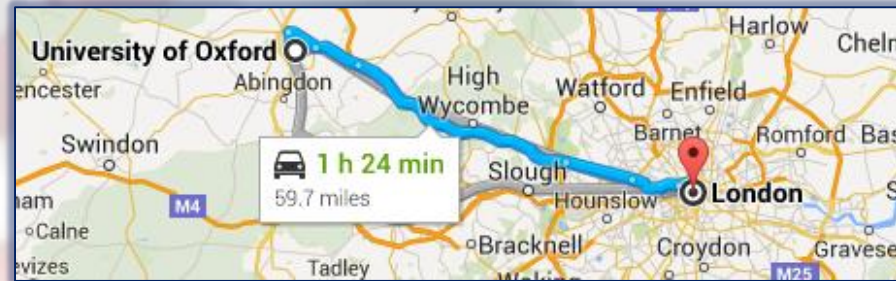 Harlow
University of Oxford
Chelm
Abingdon
High
Wycombe
Watford
Enfield
encester
Swindon
Barnet
Romford
Bas
1 h 24 min
59.7 miles
Slough
Hounslow
London
M4
am
Calne
Bracknell
Croydon
Gravese
evizes
Tadley
M25